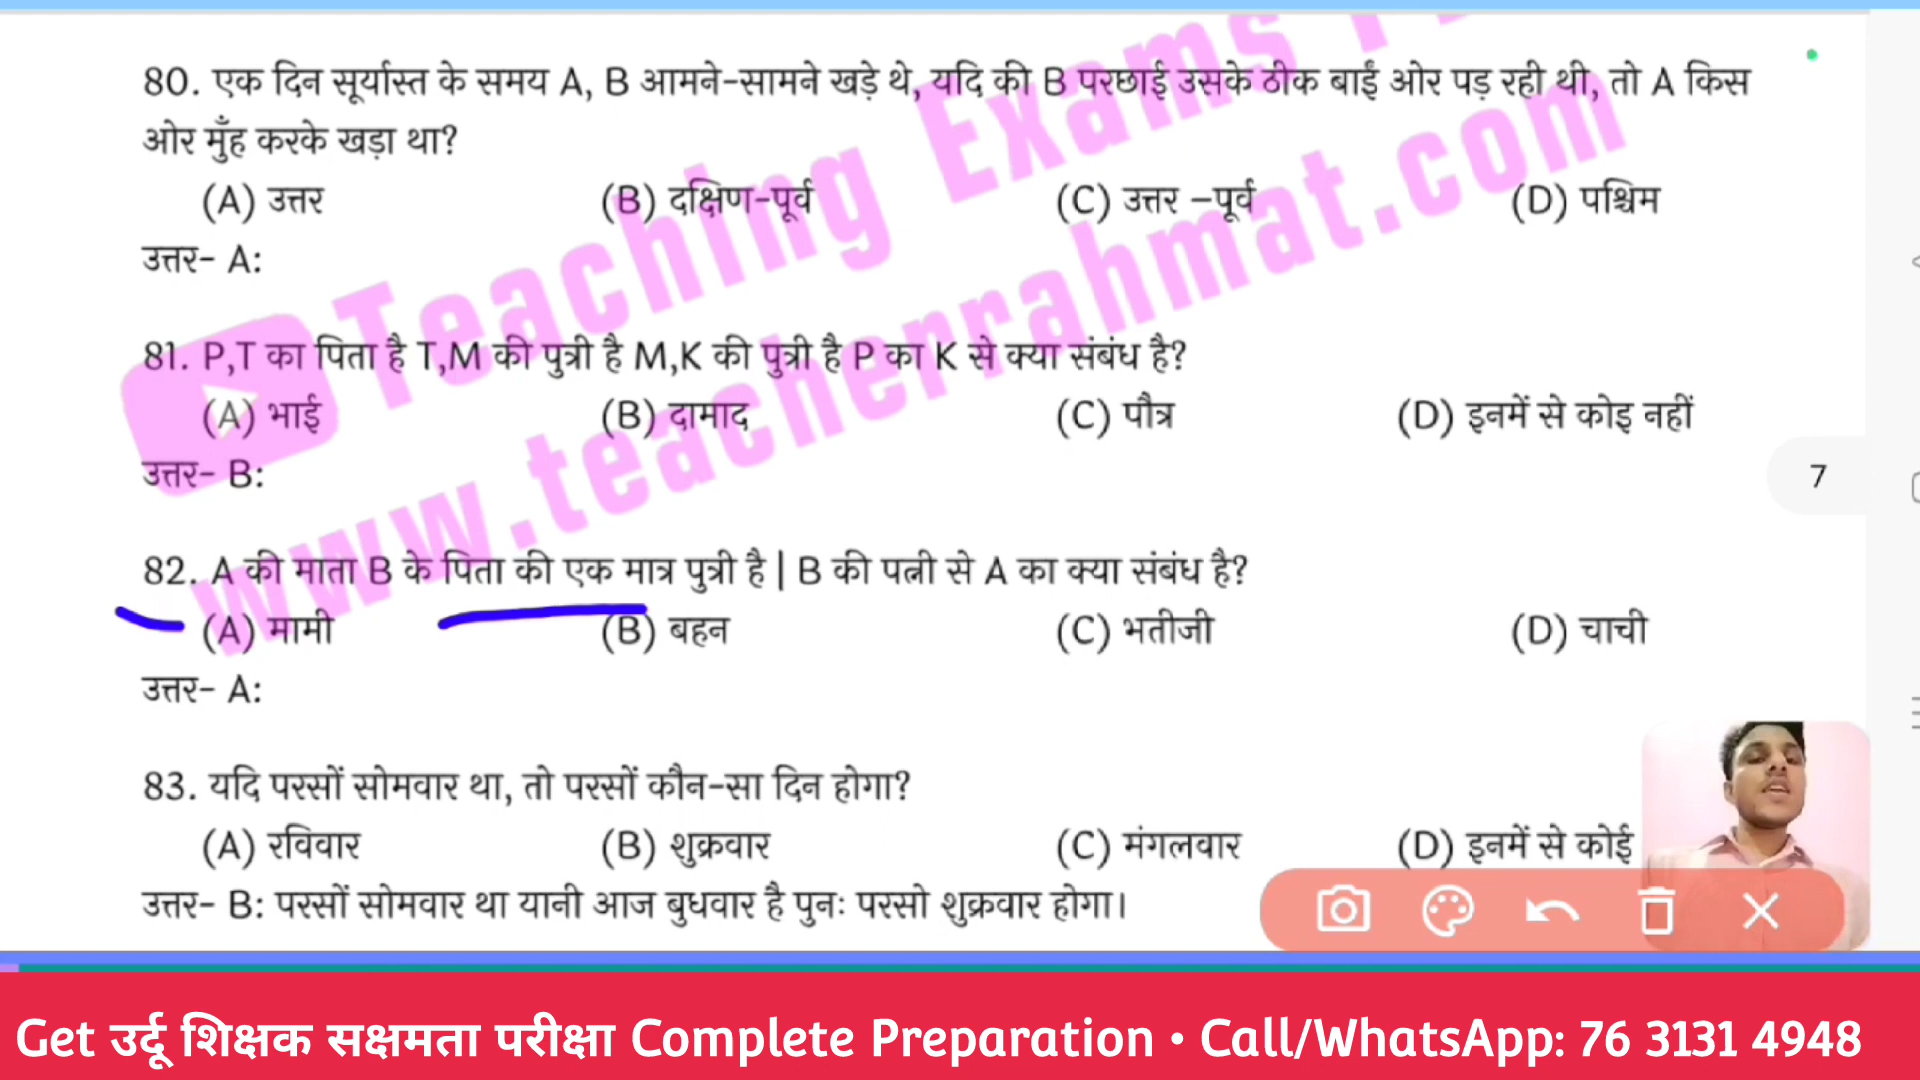 80. एक दिन सूर्यास्त के समय A, B आमने-सामने खड़े थे, यदि की B परछाई उसके ठीक बाईं ओर पड़ रही थी, तो A किस
ओर मुँह करके खड़ा था?
(A) उत्तर (B) दक्षिण-पूर्व (C) उत्तर –पूर्व (D) पश्चिम
उत्तर- A:
81. P,T का पिता है T,M की पुत्री है M,K की पुत्री है P का K से क्या संबंध है?
(A) भाई (B) दामाद (C) पौत्र (D) इनमें से कोइ नहीं
उत्तर- B:
7
82. A की माता B के पिता की एक मात्र पुत्री है | B की पत्नी से A का क्या संबंध है?
(A) मामी (B) बहन (C) भतीजी (D) चाची
उत्तर- A:
83. यदि परसों सोमवार था, तो परसों कौन-सा दिन होगा?
(A) रविवार (B) शुक्रवार (C) मंगलवार (D) इनमें से कोई
उत्तर- B: परसों सोमवार था यानी आज बुधवार है पुनः परसो शुक्रवार होगा।
Teaching Exams
www.teacherrahmat.com
Get उर्दू शिक्षक सक्षमता परीक्षा Complete Preparation • Call/WhatsApp: 76 3131 4948